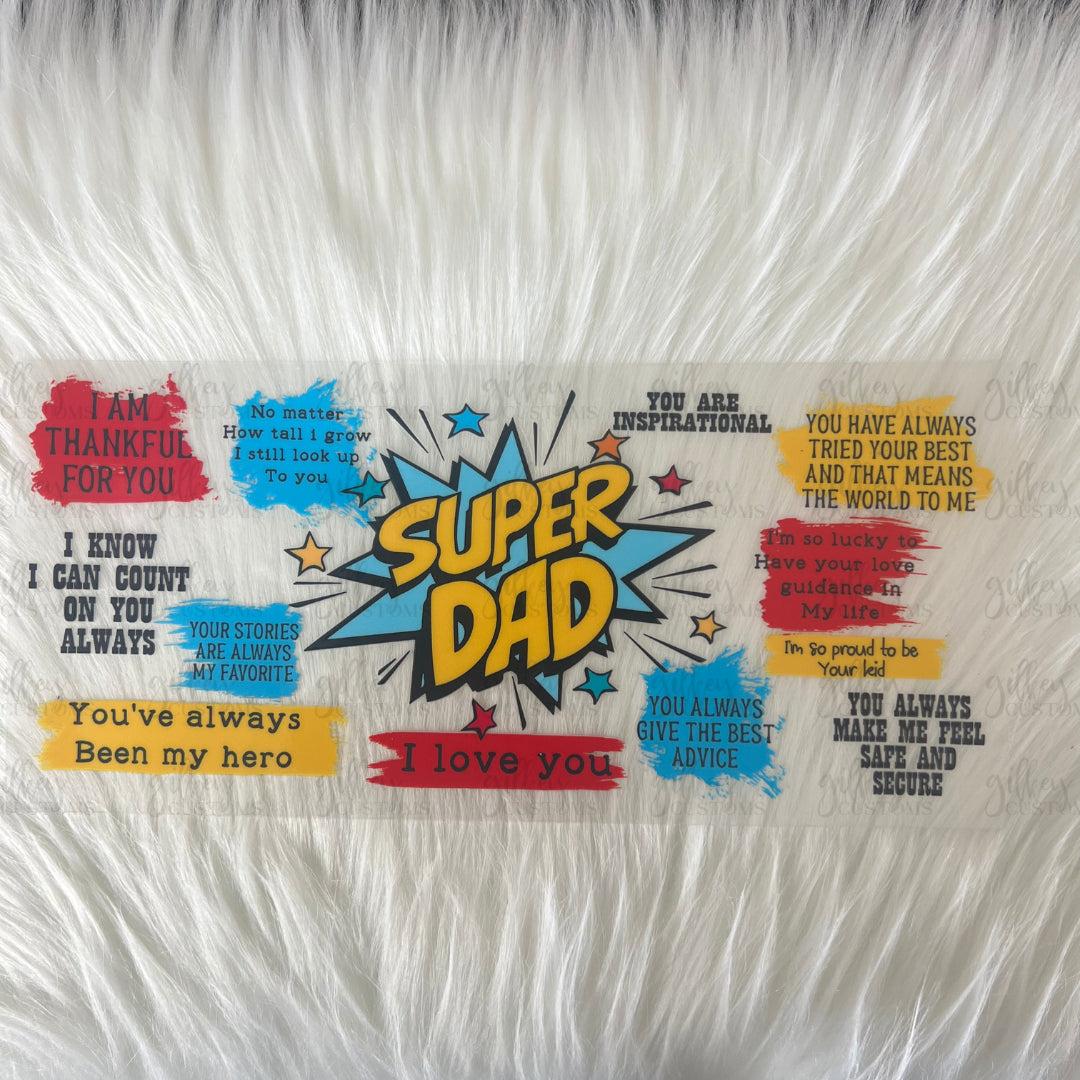 I AM
THANKFUL
FOR YOU
No matter
How tall i grow
I still look up
To you
SUPER
DAD
YOU ARE
INSPIRATIONAL
YOU HAVE ALWAYS
TRIED YOUR BEST
AND THAT MEANS
THE WORLD TO ME
I KNOW
I CAN COUNT
ON YOU
ALWAYS
YOUR STORIES
ARE ALWAYS
MY FAVORITE
I'm so lucky to
Have your love
guidance in
My life
I'm so proud to be
Your kid
You've always
Been my hero
I love you
YOU ALWAYS
GIVE THE BEST
ADVICE
YOU ALWAYS
MAKE ME FEEL
SAFE AND
SECURE
gilkey
CUSTOMS